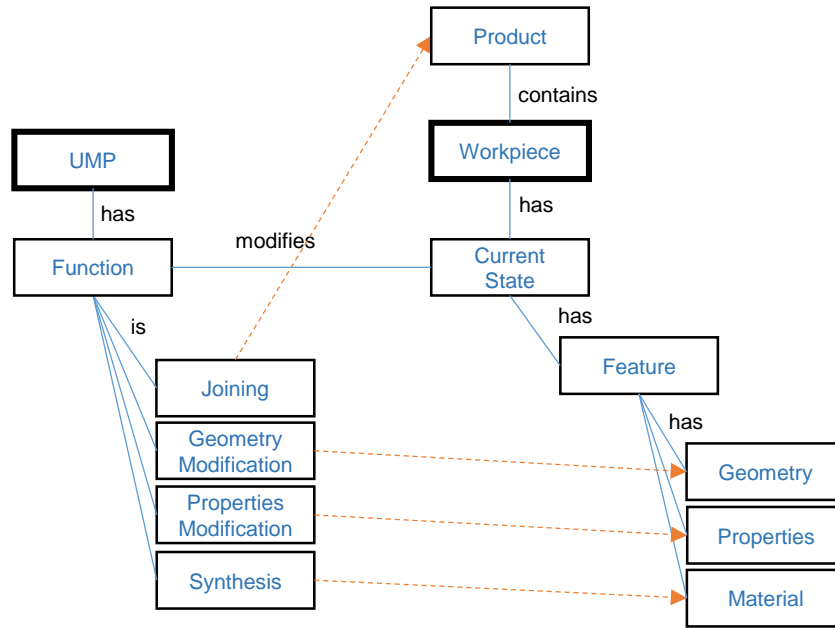 Product
contains
UMP
Workpiece
has
has
modifies
Function
Current
State
is
has
Joining
Feature
Geometry
Modification
has
Geometry
Properties
Modification
Properties
Synthesis
Material